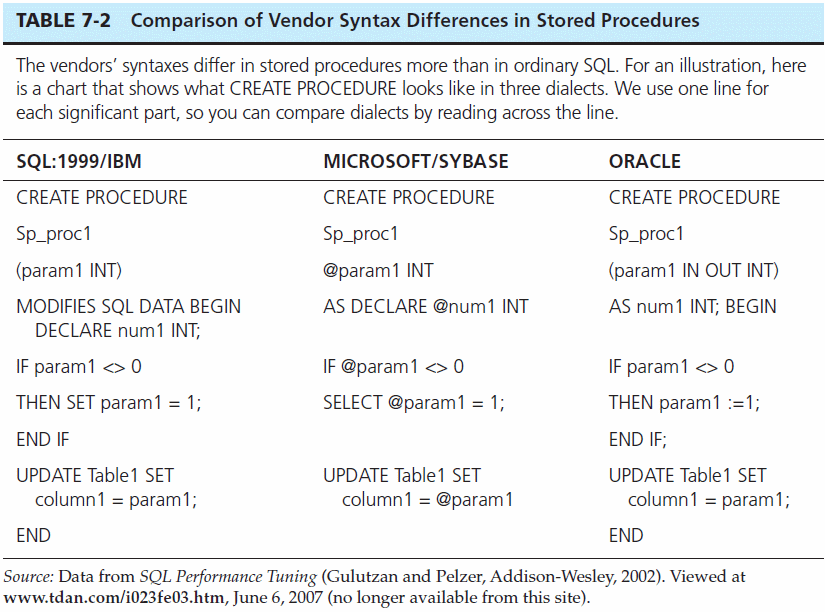 TABLE 7-2 Comparison of Vendor Syntax Differences in Stored Procedures
The vendors' syntaxes differ in stored procedures more than in ordinary SQL. For an illustration, here
is a chart that shows what CREATE PROCEDURE looks like in three dialects. We use one line for
each significant part, so you can compare dialects by reading across the line.
SQL:1999/IBM MICROSOFT/SYBASE ORACLE
CREATE PROCEDURE CREATE PROCEDURE CREATE PROCEDURE
Sp_proc1 Sp_proc1 Sp_proc1
(param1 INT) @param1 INT (param1 IN OUT INT)
MODIFIES SQL DATA BEGIN AS DECLARE @num1 INT AS num1 INT; BEGIN
DECLARE num1 INT;
IF param1 <> 0 IF @param1 <> 0 IF param1 <> 0
THEN SET param1 = 1; SELECT @param1 = 1; THEN param1 :=1;
END IF END IF;
UPDATE Table1 SET UPDATE Table1 SET UPDATE Table1 SET
column1 = param1; column1 = @param1 column1 = param1;
END END
Source: Data from SQL Performance Tuning (Gulutzan and Pelzer, Addison-Wesley, 2002). Viewed at
www.tdan.com/i023fe03.htm, June 6, 2007 (no longer available from this site).